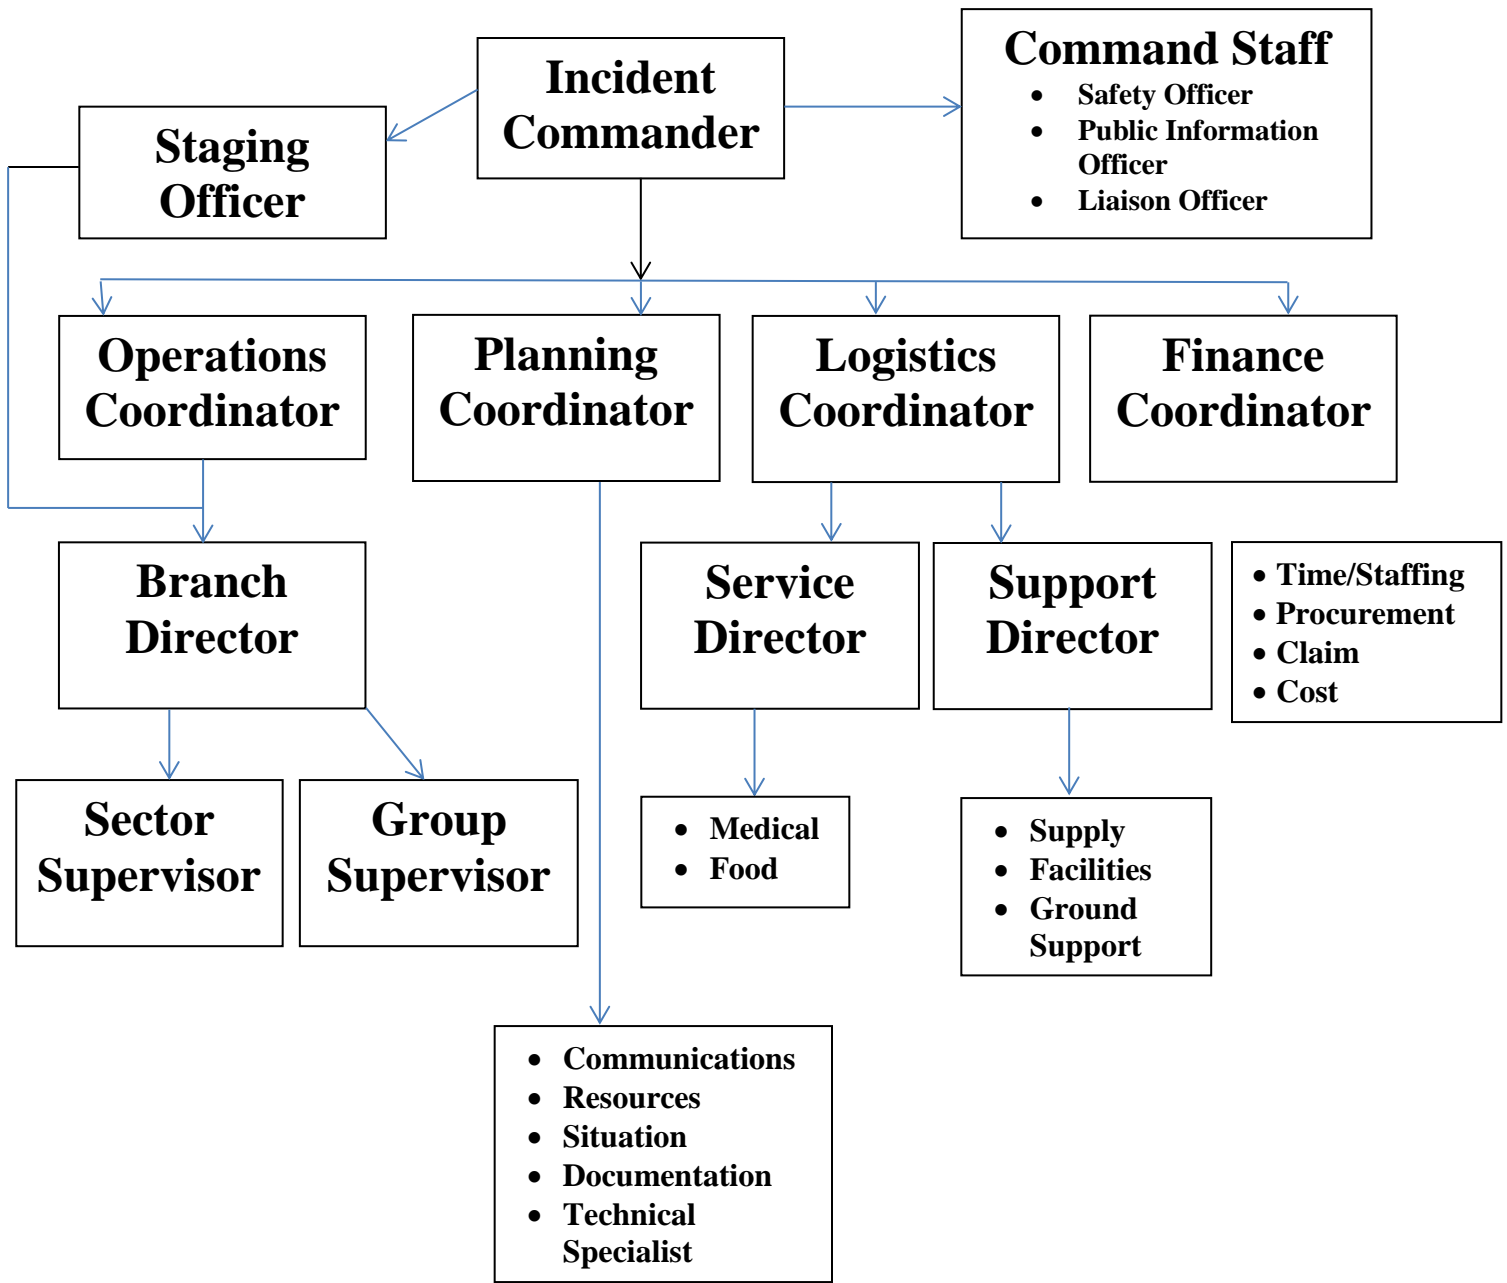 Incident
Commander
Command Staff
• Safety Officer
• Public Information
Officer
• Liaison Officer
Staging
Officer
Operations
Coordinator
Planning
Coordinator
Logistics
Coordinator
Finance
Coordinator
Branch
Director
Service
Director
Support
Director
• Time/Staffing
• Procurement
• Claim
• Cost
Sector
Supervisor
Group
Supervisor
• Medical
• Food
• Supply
• Facilities
• Ground
Support
• Communications
• Resources
• Situation
• Documentation
• Technical
Specialist